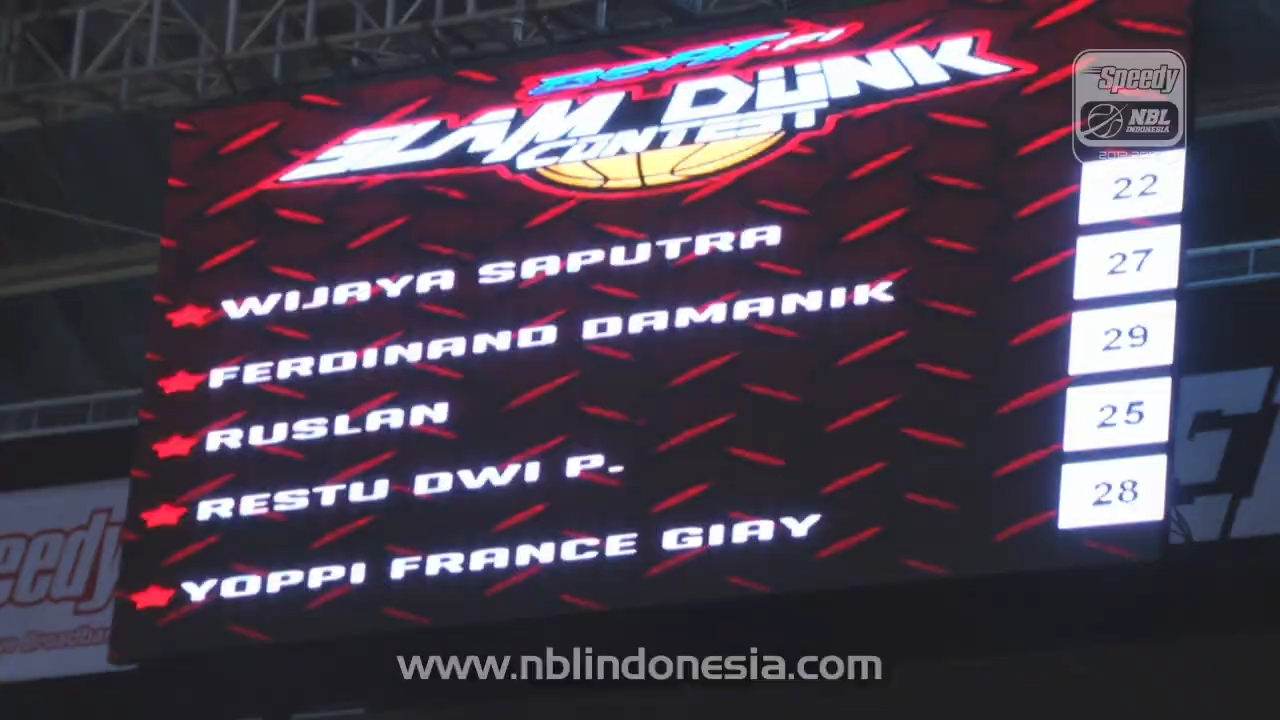 SLAM DUNK
CONTEST
Speedy
NBL
INDONESIA
WIJAYA SAPUTRA 22
FERDINAND DAMANIK 27
RUSLAN 29
RESTU DWI P. 25
YOPPI FRANCE GIAY 28
eedy
www.nblindonesia.com